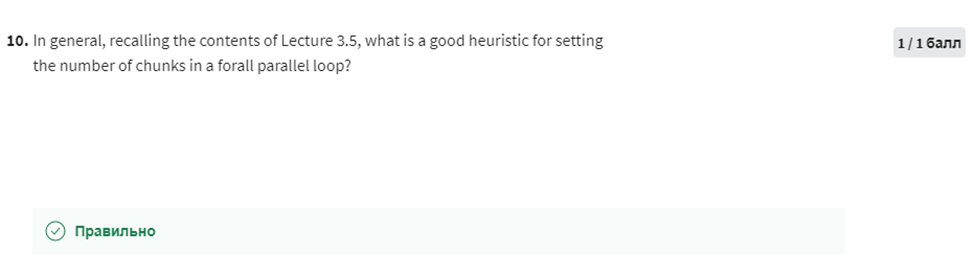 10. In general, recalling the contents of Lecture 3.5, what is a good heuristic for setting
1 / 1 балл
the number of chunks in a forall parallel loop?
Правильно